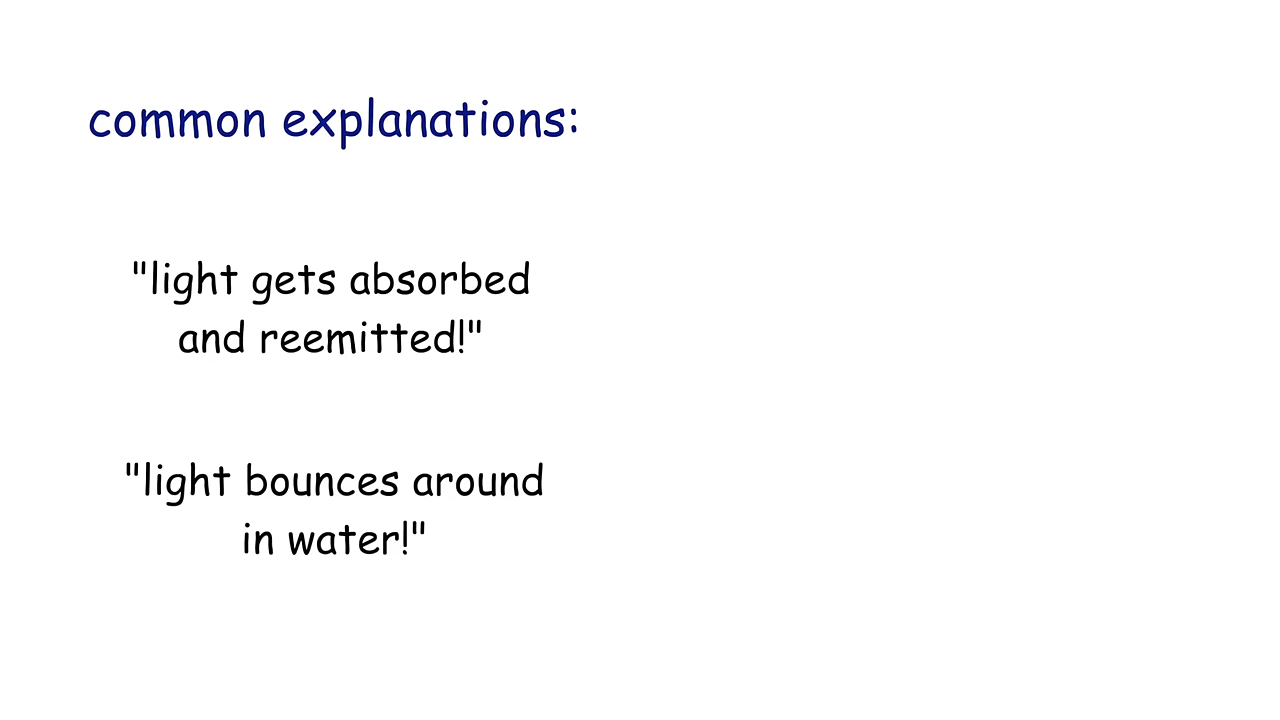 common explanations:
"light gets absorbed
and reemitted!"
"light bounces around
in water!"